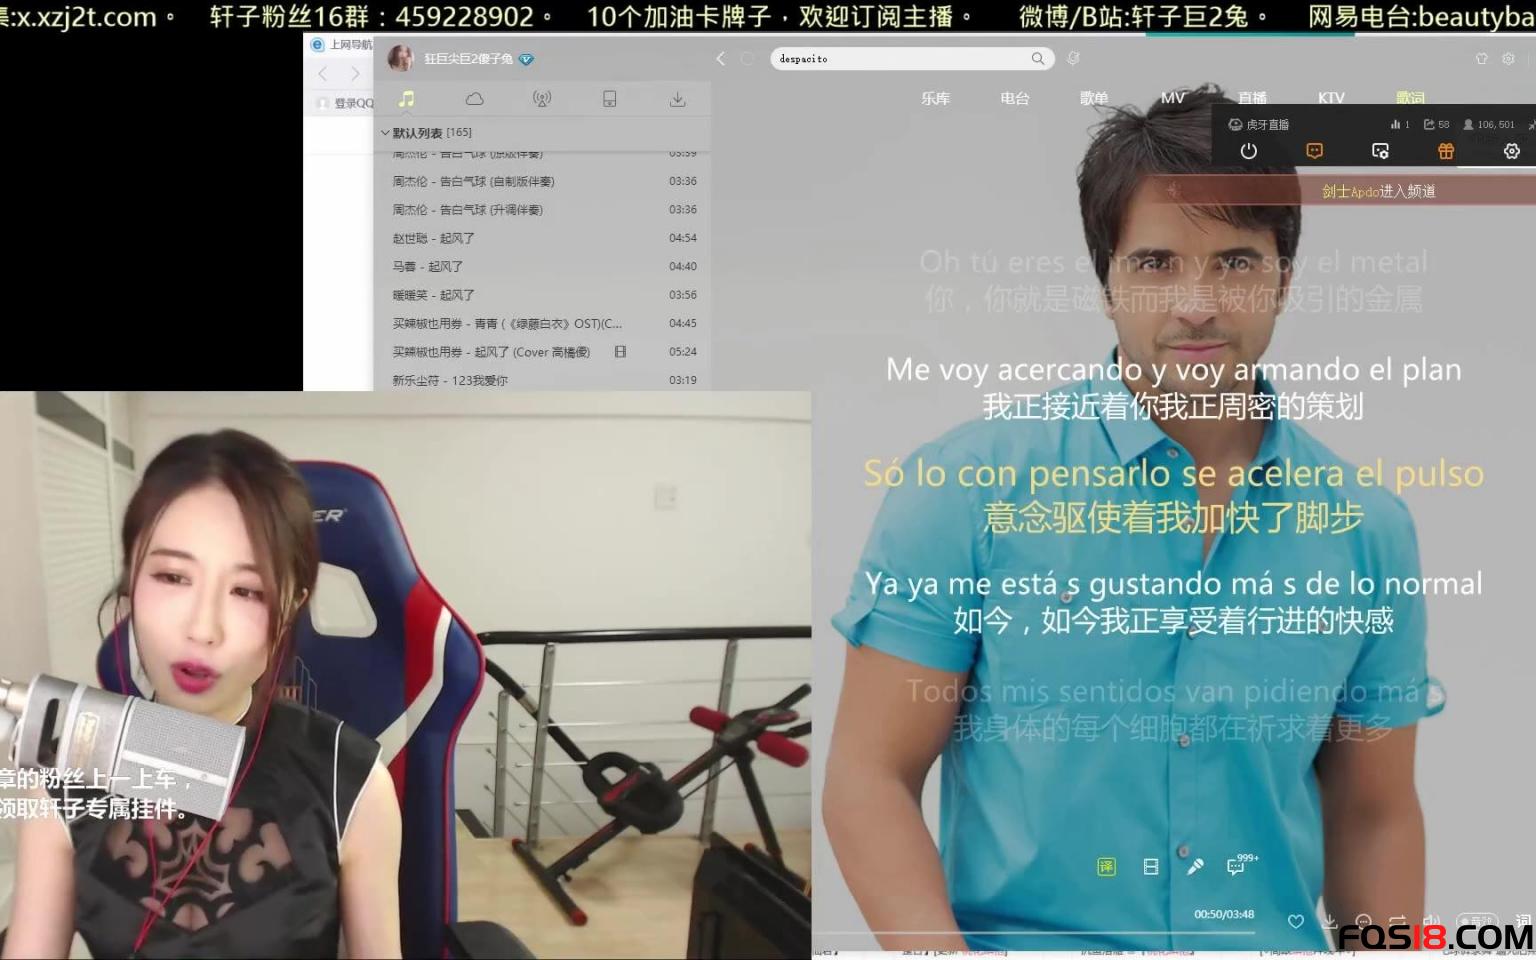 集:x.xzj2t.com。 轩子粉丝16群：459228902。 10个加油卡牌子，欢迎订阅主播。 微博/B站:轩子巨2兔。 网易电台:beautyba
上网导航
狂巨尖巨2傻子兔
despacito
登录QQ
乐库 电台 歌单 MV 直播 KTV 歌词
默认列表 [165]
虎牙直播 1 58 106,501
周杰伦 - 告白气球 (原版伴奏) 03:39
周杰伦 - 告白气球 (自制版伴奏) 03:36
周杰伦 - 告白气球 (升调伴奏) 03:36
赵世聪 - 起风了 04:54
马蓉 - 起风了 04:40
暖暖笑 - 起风了 03:56
买辣椒也用券 - 青青 (《绿藤白衣》OST)(C... 04:45
买辣椒也用券 - 起风了 (Cover 高橋優) 05:24
新乐尘符 - 123我爱你 03:19
剑士Apdo进入频道
Oh tú eres el imá n y yo soy el metal
你，你就是磁铁而我是被你吸引的金属
Me voy acercando y voy armando el plan
我正接近着你我正周密的策划
Só lo con pensarlo se acelera el pulso
意念驱使着我加快了脚步
Ya ya me está s gustando má s de lo normal
如今，如今我正享受着行进的快感
Todos mis sentidos van pidiendo má s
我身体的每个细胞都在祈求着更多
章的粉丝上一上车，
领取轩子专属挂件。
译
999+
00:50/03:48
音效
词
FQSI8.COM